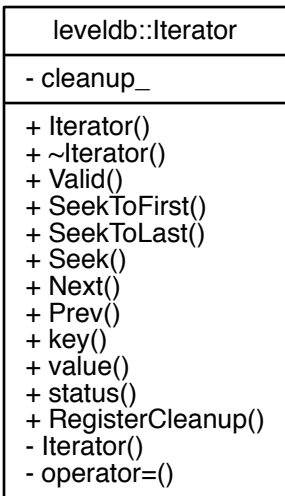 leveldb::Iterator
- cleanup_
+ Iterator()
+ ~Iterator()
+ Valid()
+ SeekToFirst()
+ SeekToLast()
+ Seek()
+ Next()
+ Prev()
+ key()
+ value()
+ status()
+ RegisterCleanup()
- Iterator()
- operator=()